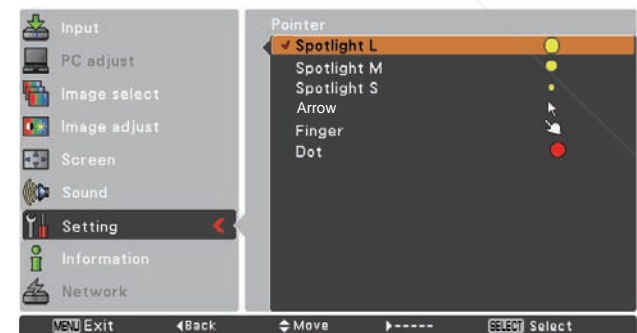 Input
PC adjust
Image select
Image adjust
Screen
Sound
Setting
Information
Network
Pointer
✔ Spotlight L
Spotlight M
Spotlight S
Arrow
Finger
Dot
MENU Exit ◀Back ◆Move ▶----- SELECT Select